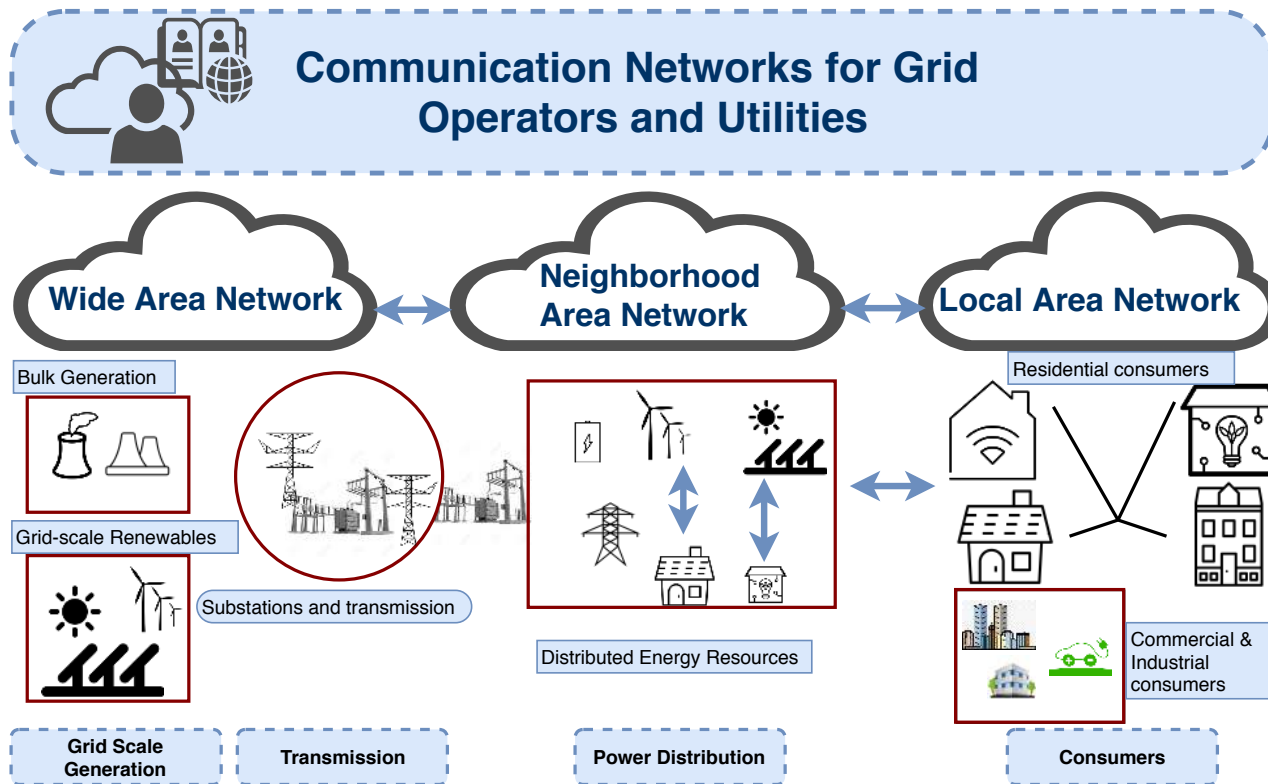 Communication Networks for Grid
Operators and Utilities
Wide Area Network
Neighborhood
Area Network
Local Area Network
Bulk Generation
Residential consumers
Grid-scale Renewables
Substations and transmission
Distributed Energy Resources
Commercial &
Industrial
consumers
Grid Scale
Generation
Transmission
Power Distribution
Consumers